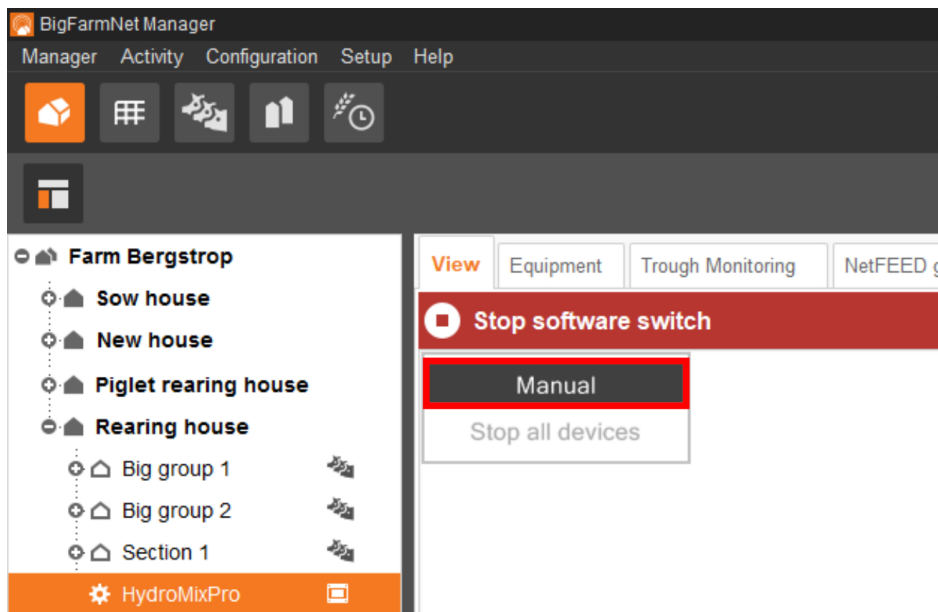 BigFarmNet Manager
Manager Activity Configuration Setup Help
Farm Bergstrop
Sow house
New house
Piglet rearing house
Rearing house
Big group 1
Big group 2
Section 1
HydroMixPro
View Equipment Trough Monitoring NetFEED
Stop software switch
Manual
Stop all devices